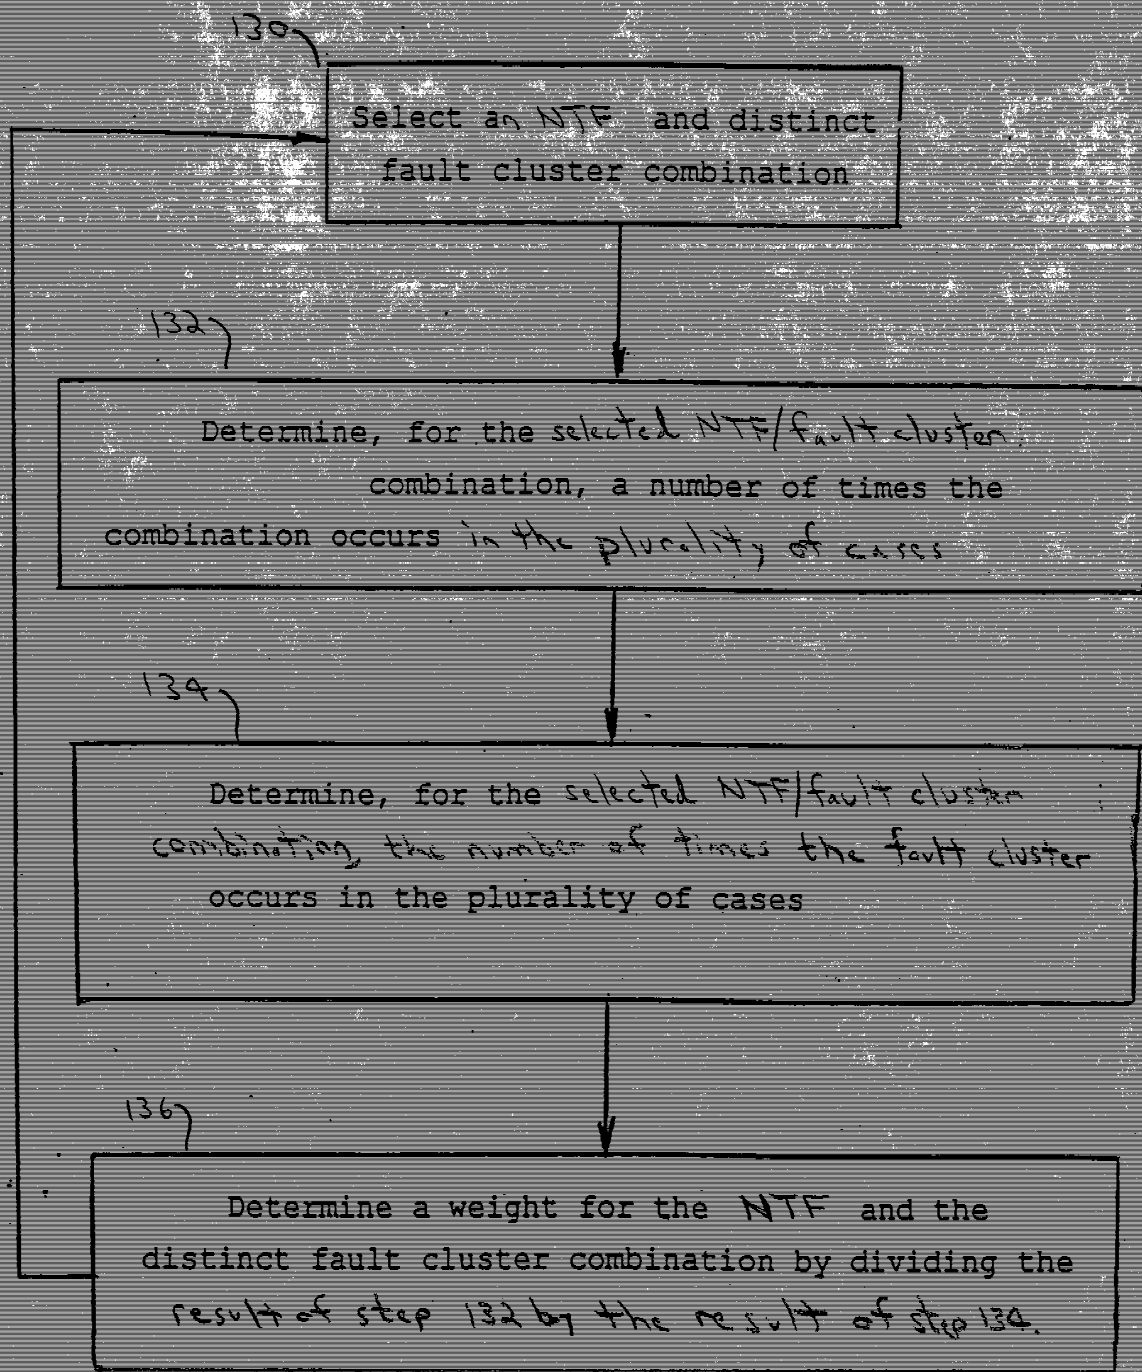 130
Select an NTF and distinct
fault cluster combination
132
Determine, for the selected NTF/fault cluster
combination, a number of times the
combination occurs in the plurality of cases
134
Determine, for the selected NTF/fault cluster
combination, the number of times the fault cluster
occurs in the plurality of cases
136
Determine a weight for the NTF and the
distinct fault cluster combination by dividing the
result of step 132 by the result of step 134.